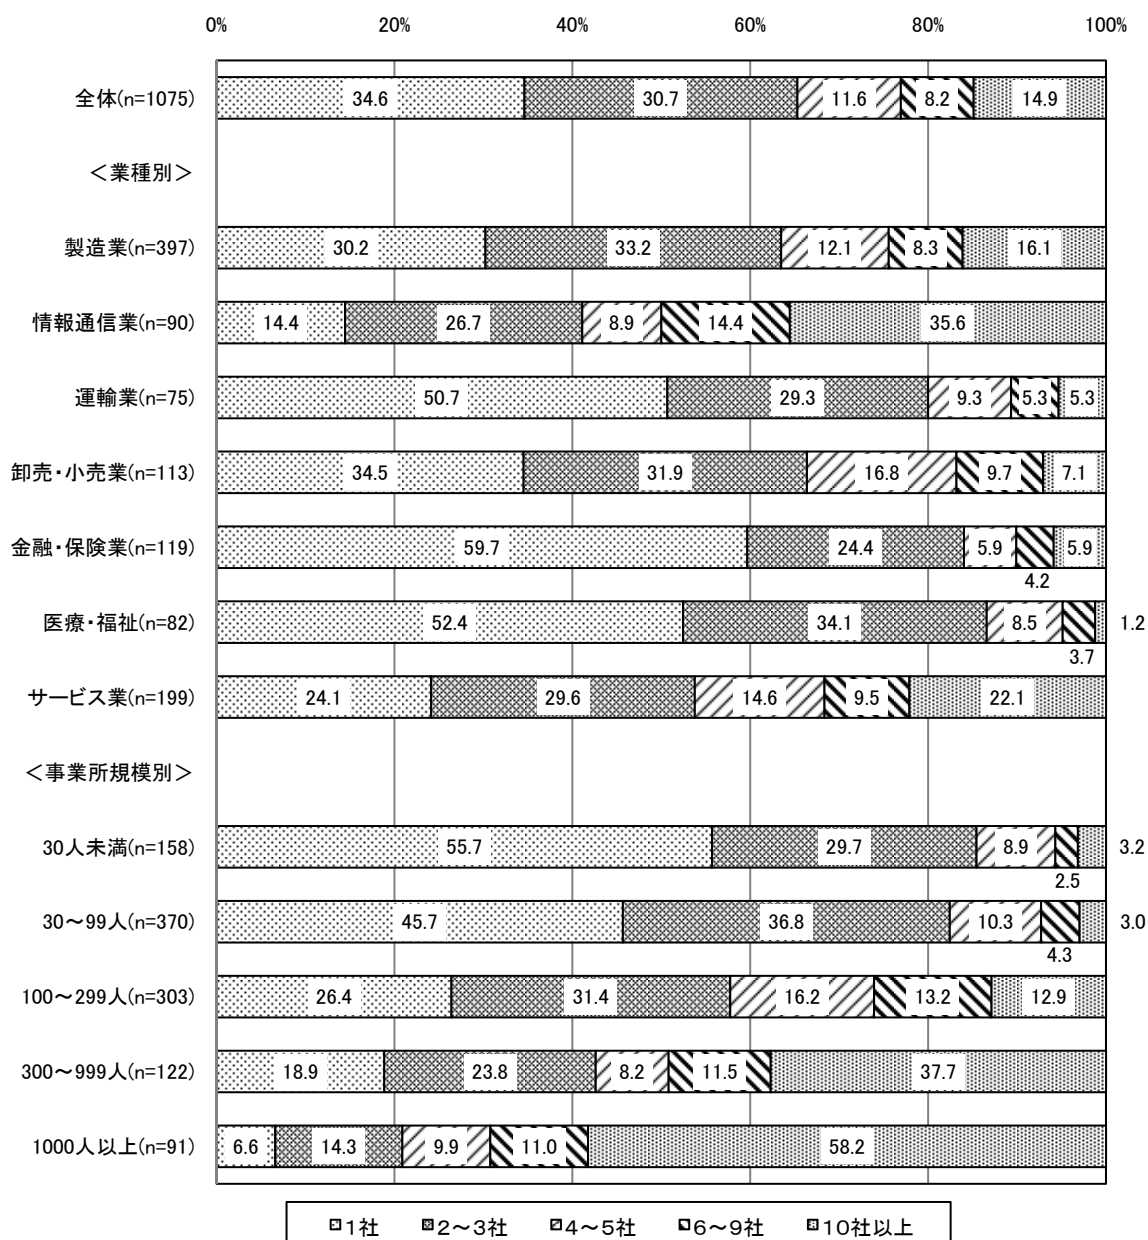 0% 20% 40% 60% 80% 100%
全体(n=1075) 34.6 30.7 11.6 8.2 14.9
＜業種別＞
製造業(n=397) 30.2 33.2 12.1 8.3 16.1
情報通信業(n=90) 14.4 26.7 8.9 14.4 35.6
運輸業(n=75) 50.7 29.3 9.3 5.3 5.3
卸売・小売業(n=113) 34.5 31.9 16.8 9.7 7.1
金融・保険業(n=119) 59.7 24.4 5.9 5.9
4.2
医療・福祉(n=82) 52.4 34.1 8.5 1.2
3.7
サービス業(n=199) 24.1 29.6 14.6 9.5 22.1
＜事業所規模別＞
30人未満(n=158) 55.7 29.7 8.9 3.2
2.5
30～99人(n=370) 45.7 36.8 10.3 3.0
4.3
100～299人(n=303) 26.4 31.4 16.2 13.2 12.9
300～999人(n=122) 18.9 23.8 8.2 11.5 37.7
1000人以上(n=91) 6.6 14.3 9.9 11.0 58.2
１社 ２～３社 ４～５社 ６～９社 １０社以上